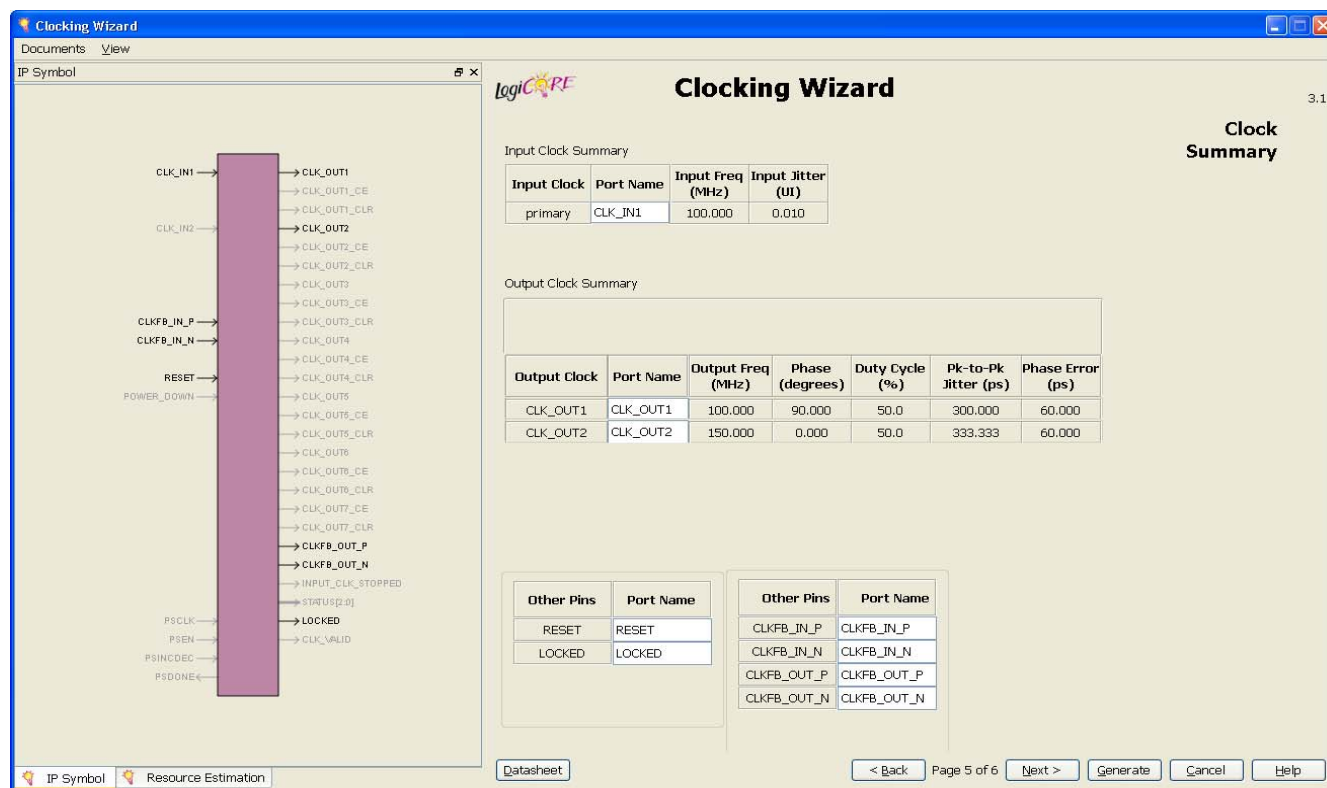 Clocking Wizard
Documents View
IP Symbol
CLK_IN1
CLK_IN2
CLKFB_IN_P
CLKFB_IN_N
RESET
POWER_DOWN
PSCLK
PSEN
PSINCDEC
PSDONE
CLK_OUT1
CLK_OUT1_CE
CLK_OUT1_CLR
CLK_OUT2
CLK_OUT2_CE
CLK_OUT2_CLR
CLK_OUT3
CLK_OUT3_CE
CLK_OUT3_CLR
CLK_OUT4
CLK_OUT4_CE
CLK_OUT4_CLR
CLK_OUT5
CLK_OUT5_CE
CLK_OUT5_CLR
CLK_OUT6
CLK_OUT6_CE
CLK_OUT6_CLR
CLK_OUT7_CE
CLK_OUT7_CLR
CLKFB_OUT_P
CLKFB_OUT_N
INPUT_CLK_STOPPED
STATUS[2:0]
LOCKED
CLK_VALID
IP Symbol Resource Estimation
LogiCORE
Clocking Wizard
3.1
Clock
Summary
Input Clock Summary
Input Clock Port Name Input Freq (MHz) Input Jitter (UI)
primary CLK_IN1 100.000 0.010
Output Clock Summary
Output Clock Port Name Output Freq (MHz) Phase (degrees) Duty Cycle (%) Pk-to-Pk Jitter (ps) Phase Error (ps)
CLK_OUT1 CLK_OUT1 100.000 90.000 50.0 300.000 60.000
CLK_OUT2 CLK_OUT2 150.000 0.000 50.0 333.333 60.000
Other Pins Port Name
RESET RESET
LOCKED LOCKED
Other Pins Port Name
CLKFB_IN_P CLKFB_IN_P
CLKFB_IN_N CLKFB_IN_N
CLKFB_OUT_P CLKFB_OUT_P
CLKFB_OUT_N CLKFB_OUT_N
Datasheet < Back Page 5 of 6 Next > Generate Cancel Help